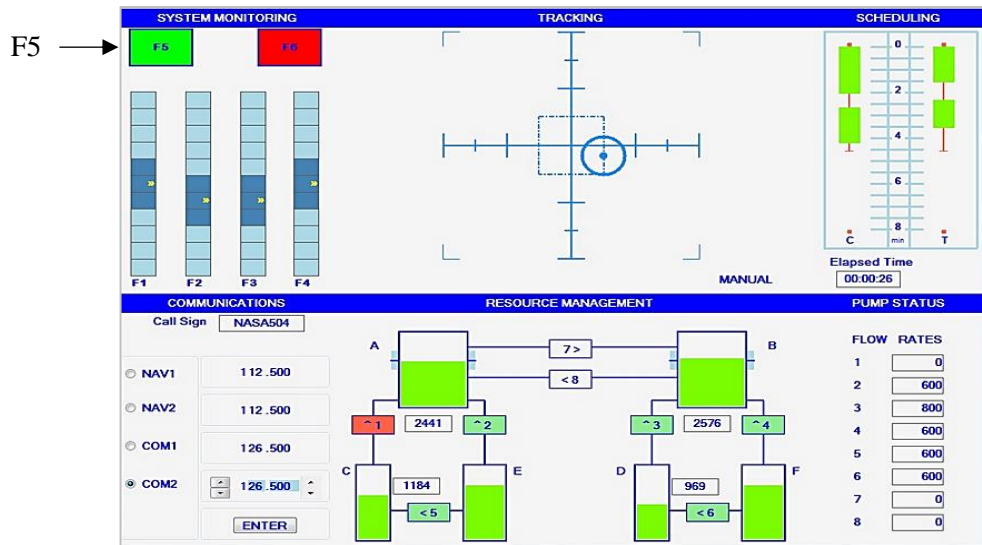 F5
SYSTEM MONITORING
F5 F6
F1 F2 F3 F4
TRACKING
MANUAL
SCHEDULING
0
2
4
6
8
C min T
Elapsed Time
00:00:26
COMMUNICATIONS
Call Sign NASA504
NAV1 112.500
NAV2 112.500
COM1 126.500
COM2 126.500
ENTER
RESOURCE MANAGEMENT
A 7 > B
< 8
^ 1 2441 ^ 2 ^ 3 2576 ^ 4
C 1184 E D 969 F
< 5 < 6
PUMP STATUS
FLOW RATES
1 0
2 600
3 800
4 600
5 600
6 600
7 0
8 0